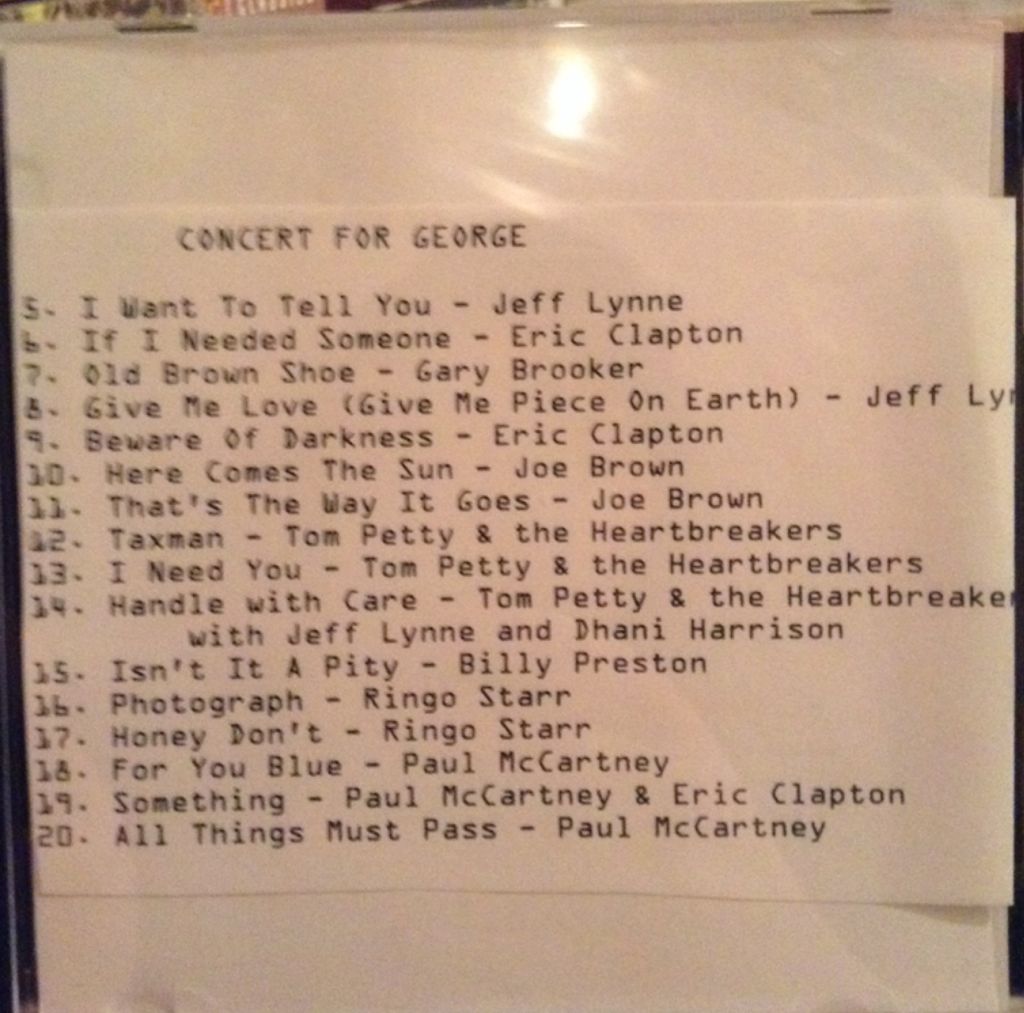 CONCERT FOR GEORGE
5. I Want To Tell You - Jeff Lynne
6. If I Needed Someone - Eric Clapton
7. Old Brown Shoe - Gary Brooker
8. Give Me Love (Give Me Piece On Earth) - Jeff Lyn
9. Beware Of Darkness - Eric Clapton
10. Here Comes The Sun - Joe Brown
11. That's The Way It Goes - Joe Brown
12. Taxman - Tom Petty & the Heartbreakers
13. I Need You - Tom Petty & the Heartbreakers
14. Handle with Care - Tom Petty & the Heartbreaker
with Jeff Lynne and Dhani Harrison
15. Isn't It A Pity - Billy Preston
16. Photograph - Ringo Starr
17. Honey Don't - Ringo Starr
18. For You Blue - Paul McCartney
19. Something - Paul McCartney & Eric Clapton
20. All Things Must Pass - Paul McCartney